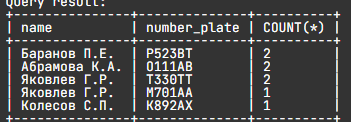 Query result:
+---------------+--------------+----------+
| name          | number_plate | COUNT(*) |
+---------------+--------------+----------+
| Баранов П.Е.  | Р523ВТ       | 2        |
| Абрамова К.А. | О111АВ       | 2        |
| Яковлев Г.Р.  | Т330ТТ       | 2        |
| Яковлев Г.Р.  | М701АА       | 1        |
| Колесов С.П.  | К892АХ       | 1        |
+---------------+--------------+----------+